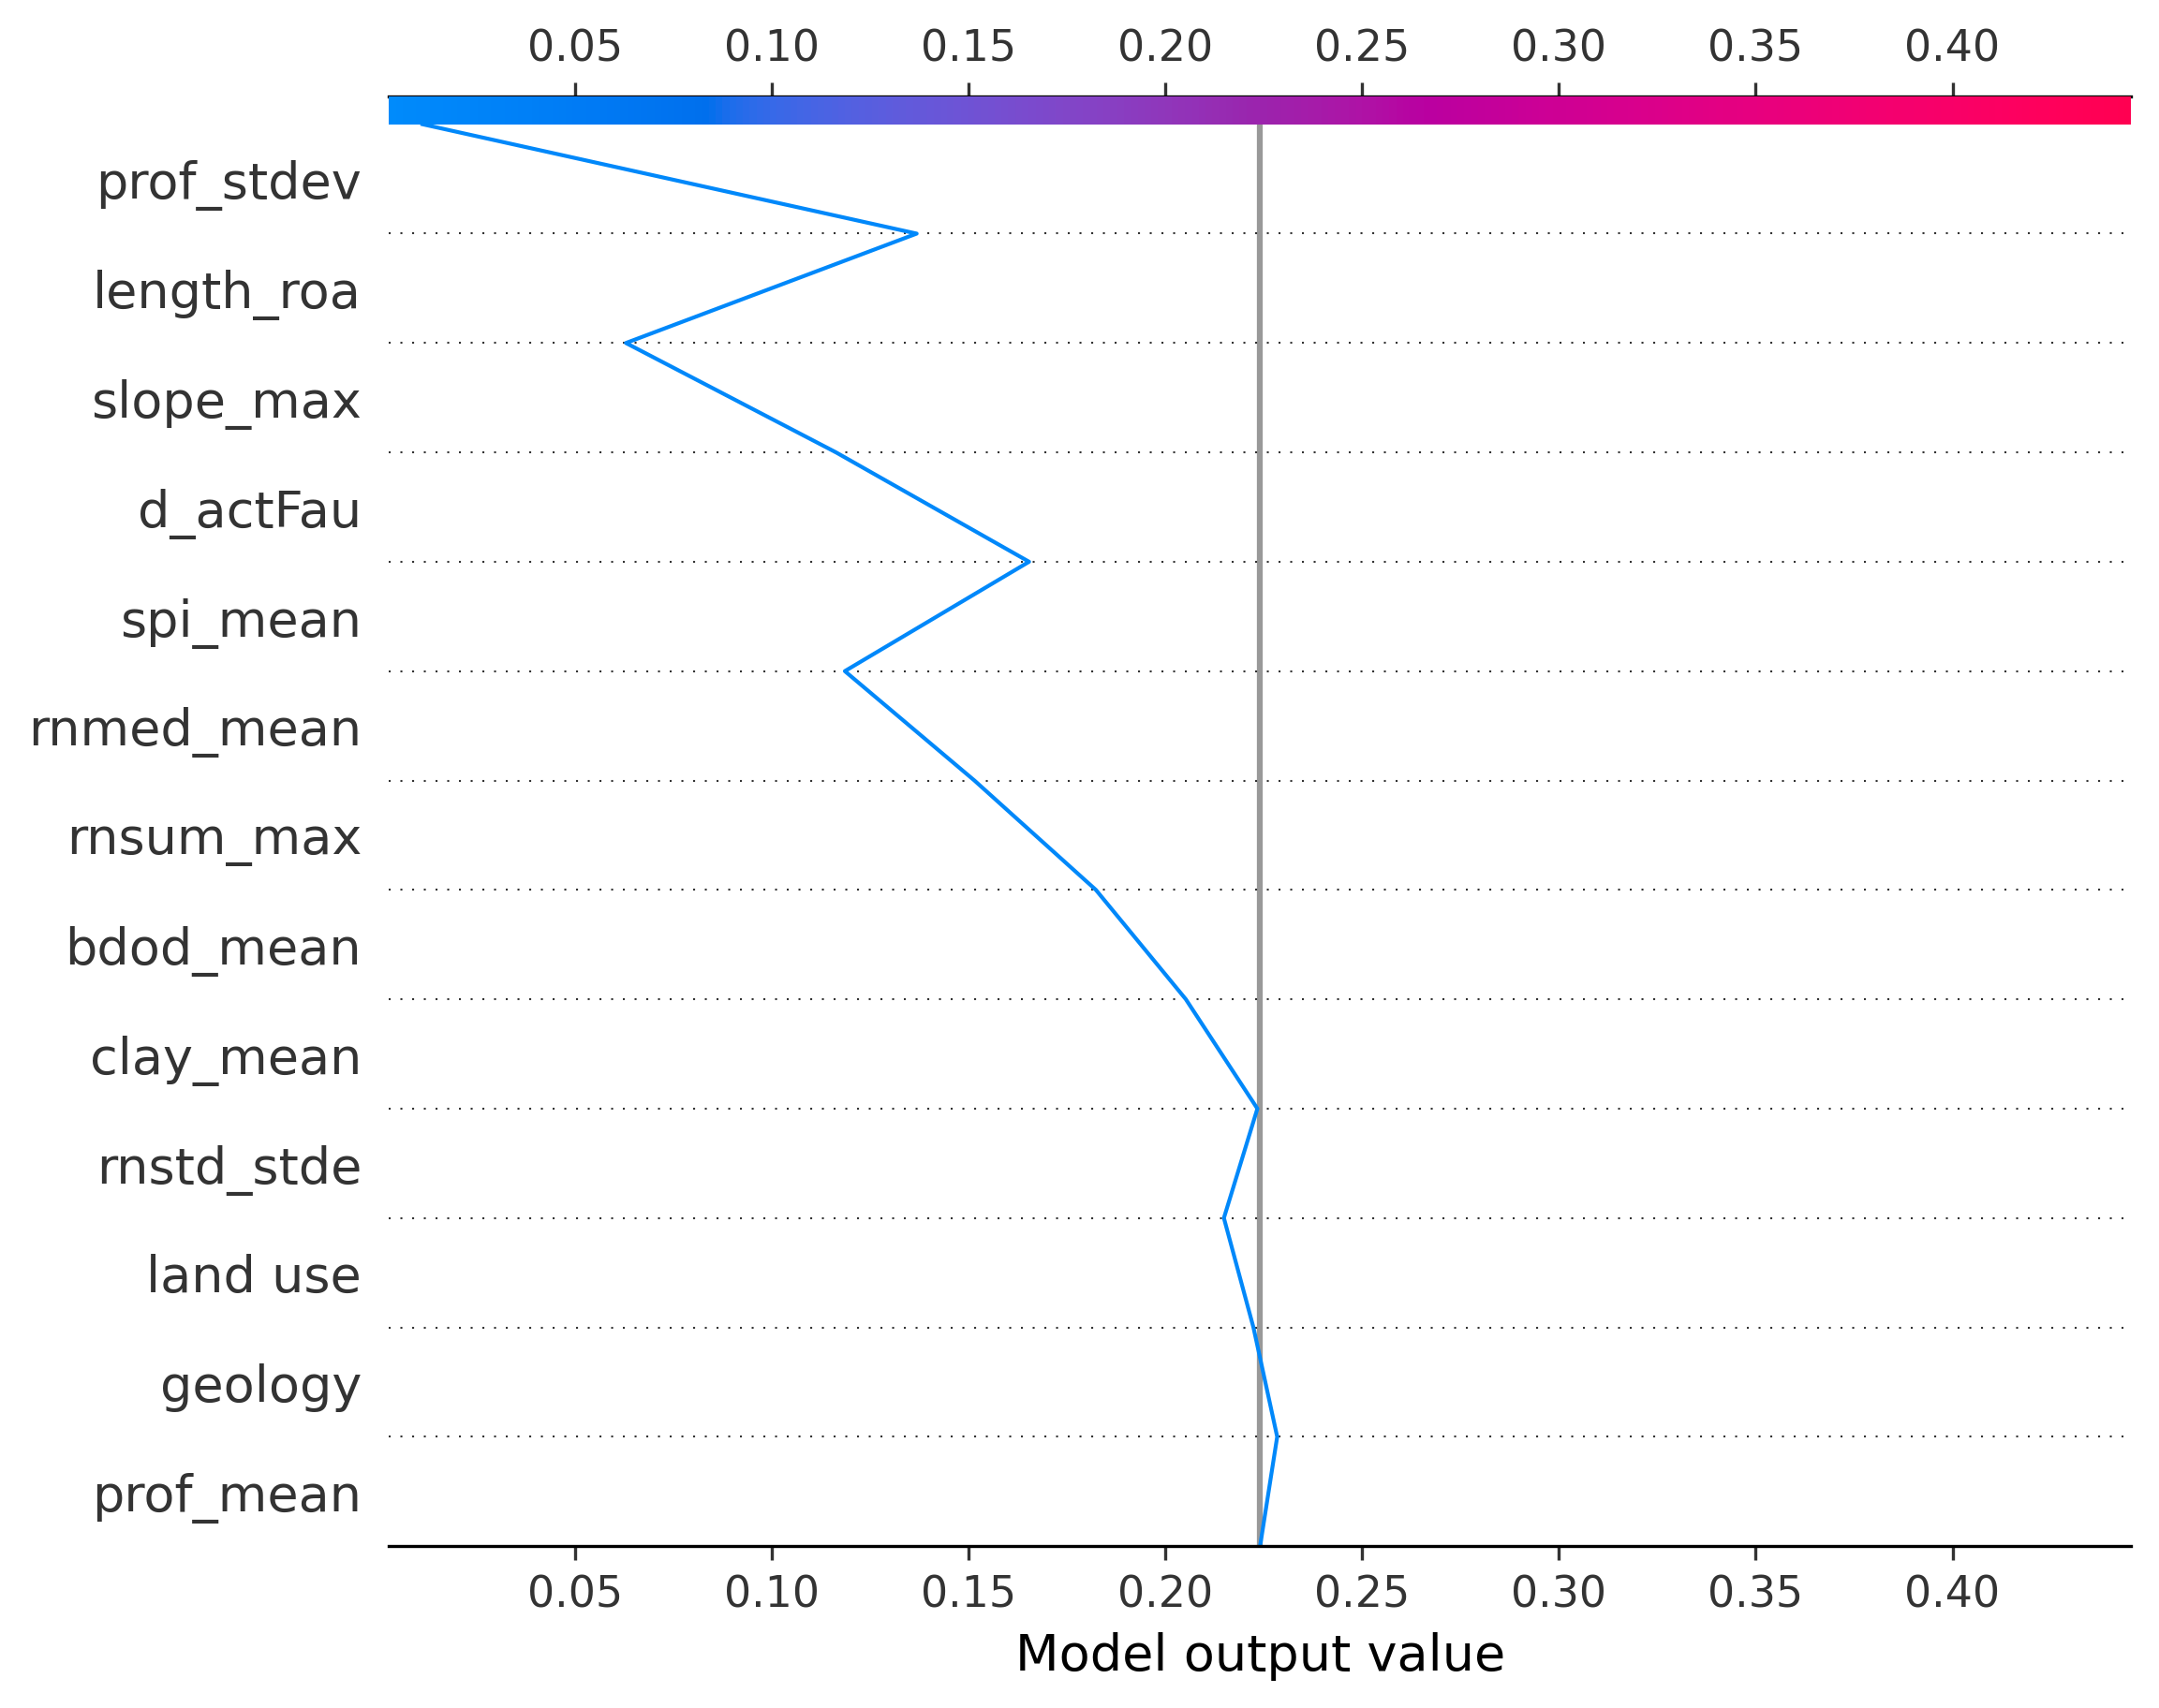 0.05 0.10 0.15 0.20 0.25 0.30 0.35 0.40
prof_stdev
length_roa
slope_max
d_actFau
spi_mean
rnmed_mean
rnsum_max
bdod_mean
clay_mean
rnstd_stde
land use
geology
prof_mean
0.05 0.10 0.15 0.20 0.25 0.30 0.35 0.40
Model output value